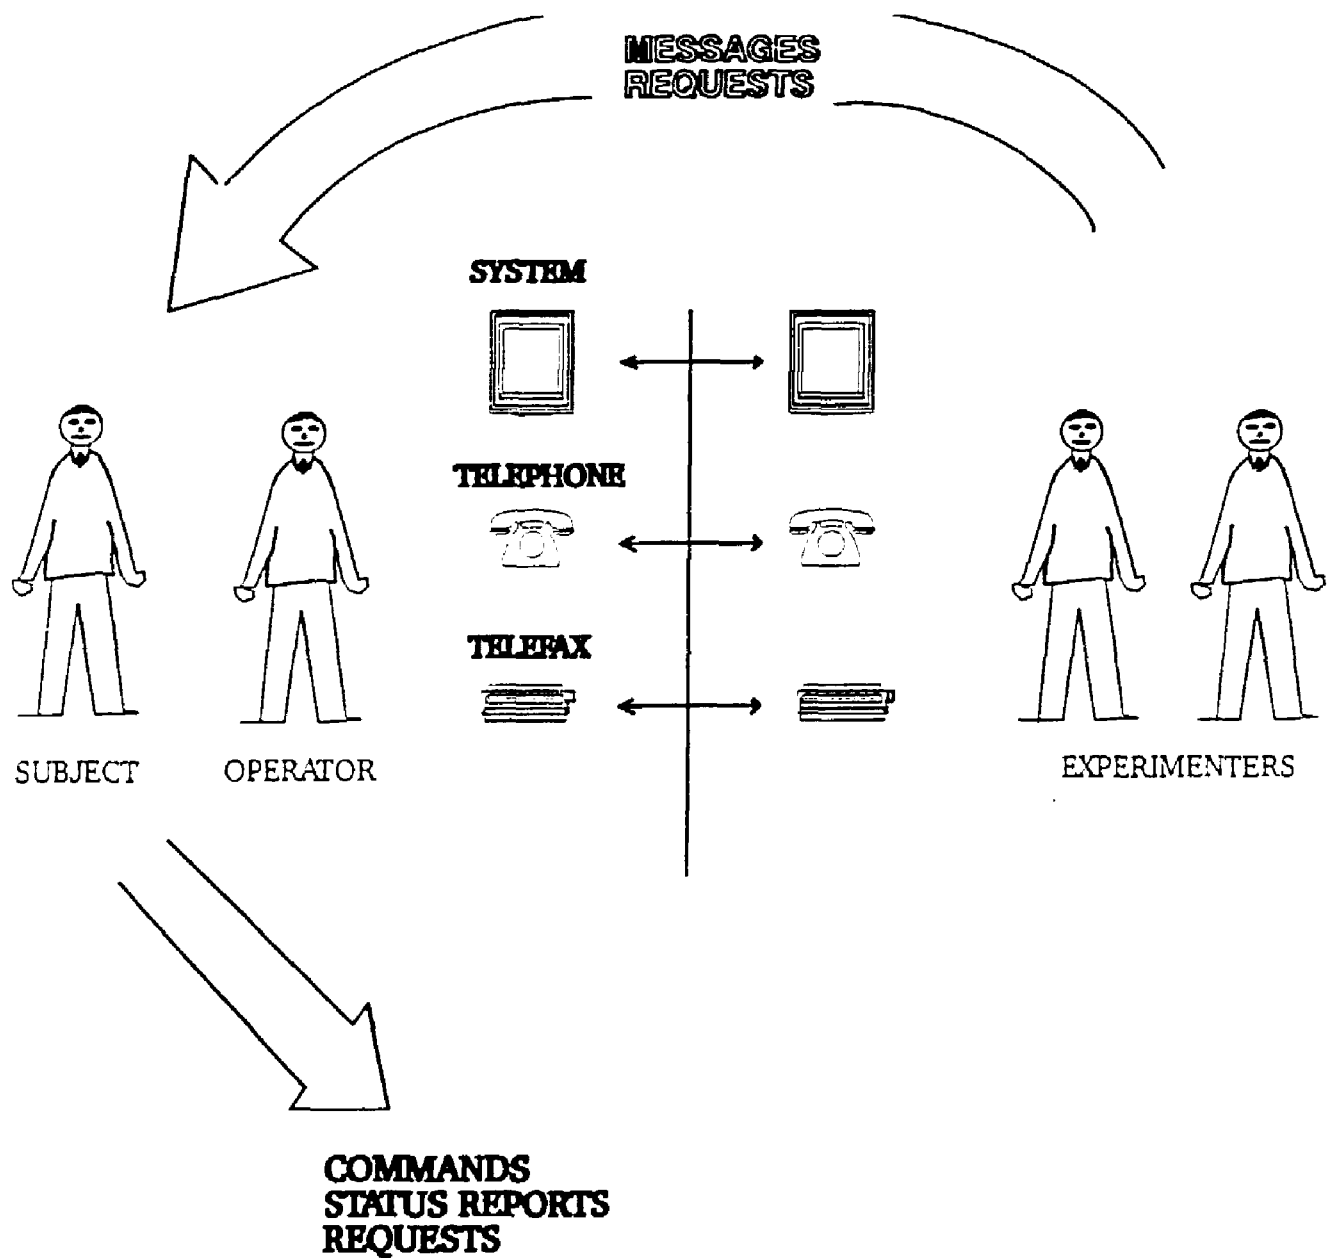 MESSAGES
REQUESTS
SYSTEM
TELEPHONE
TELEFAX
SUBJECT
OPERATOR
EXPERIMENTERS
COMMANDS
STATUS REPORTS
REQUESTS